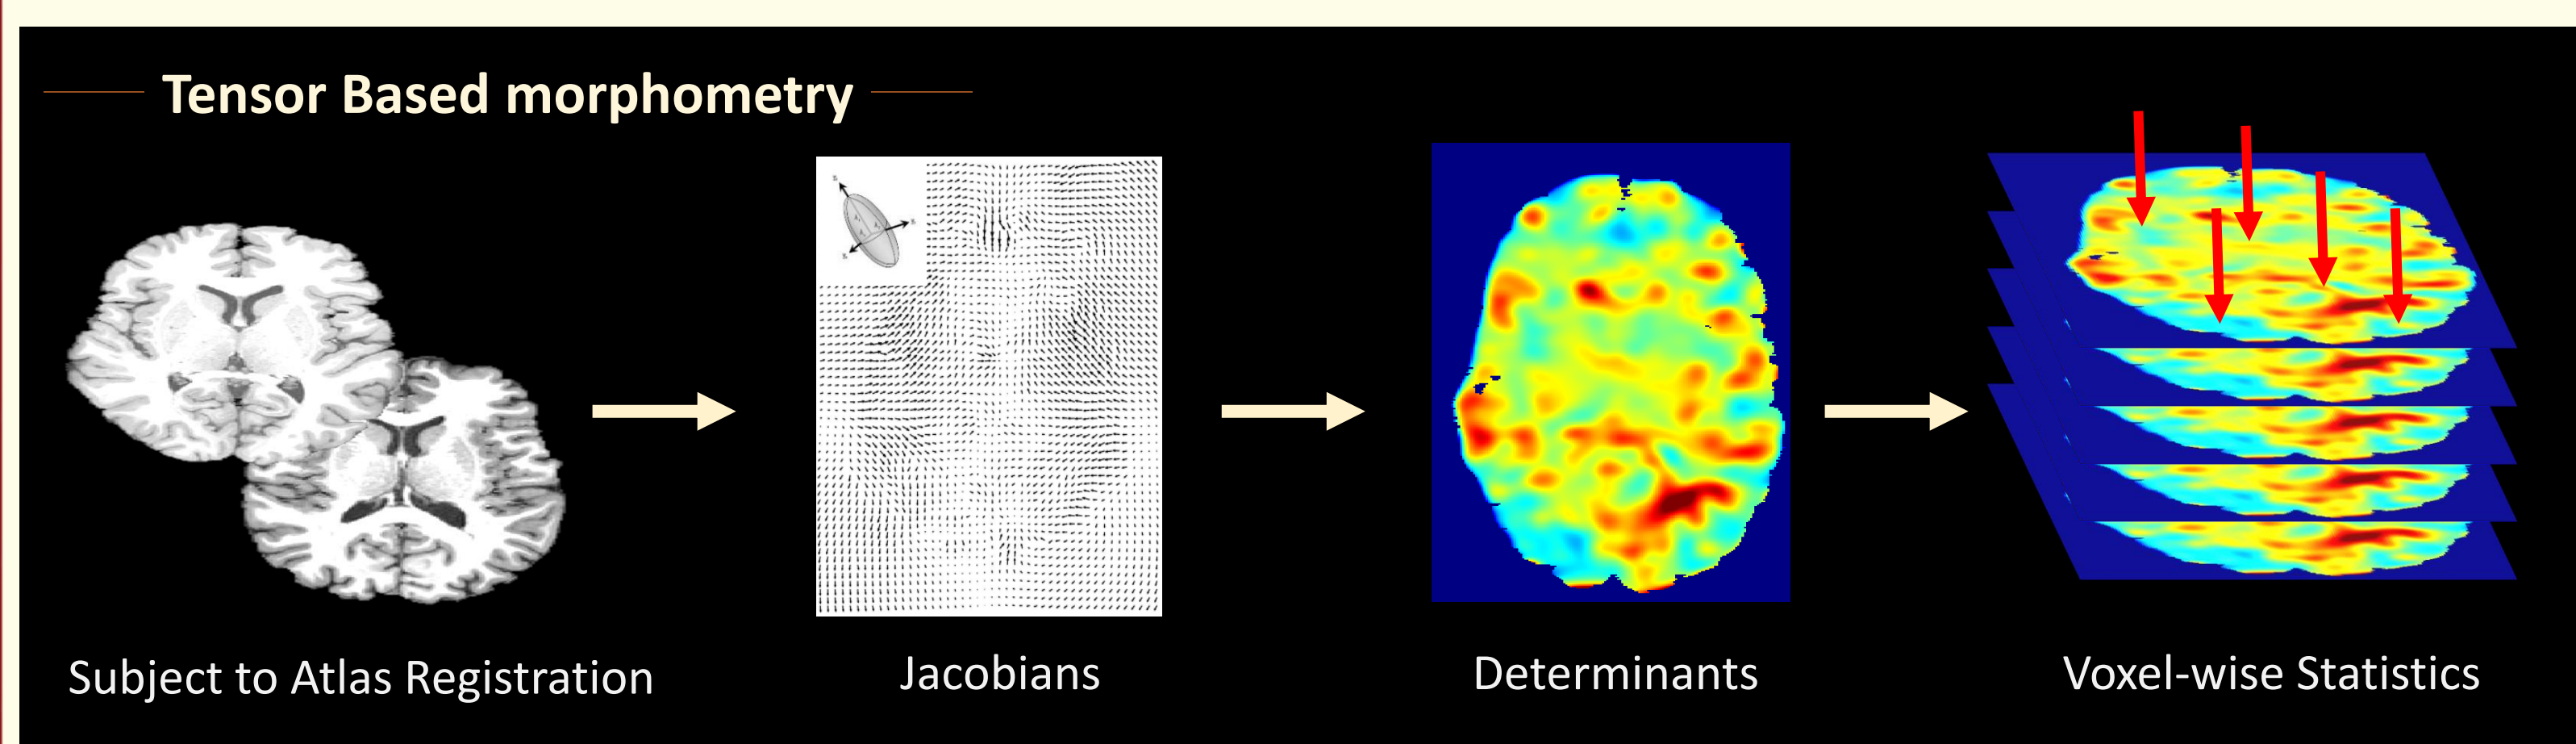 Tensor Based morphometry
Subject to Atlas Registration
Jacobians
Determinants
Voxel-wise Statistics